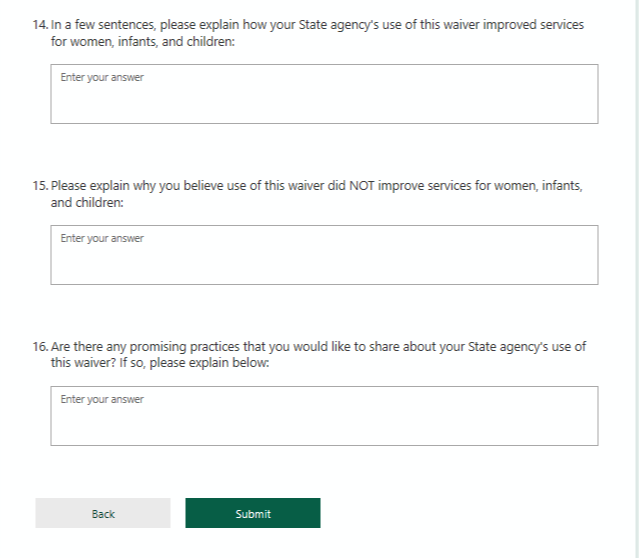 14. In a few sentences, please explain how your State agency's use of this waiver improved services
for women, infants, and children:
Enter your answer
15. Please explain why you believe use of this waiver did NOT improve services for women, infants,
and children:
Enter your answer
16. Are there any promising practices that you would like to share about your State agency's use of
this waiver? If so, please explain below:
Enter your answer
Back
Submit